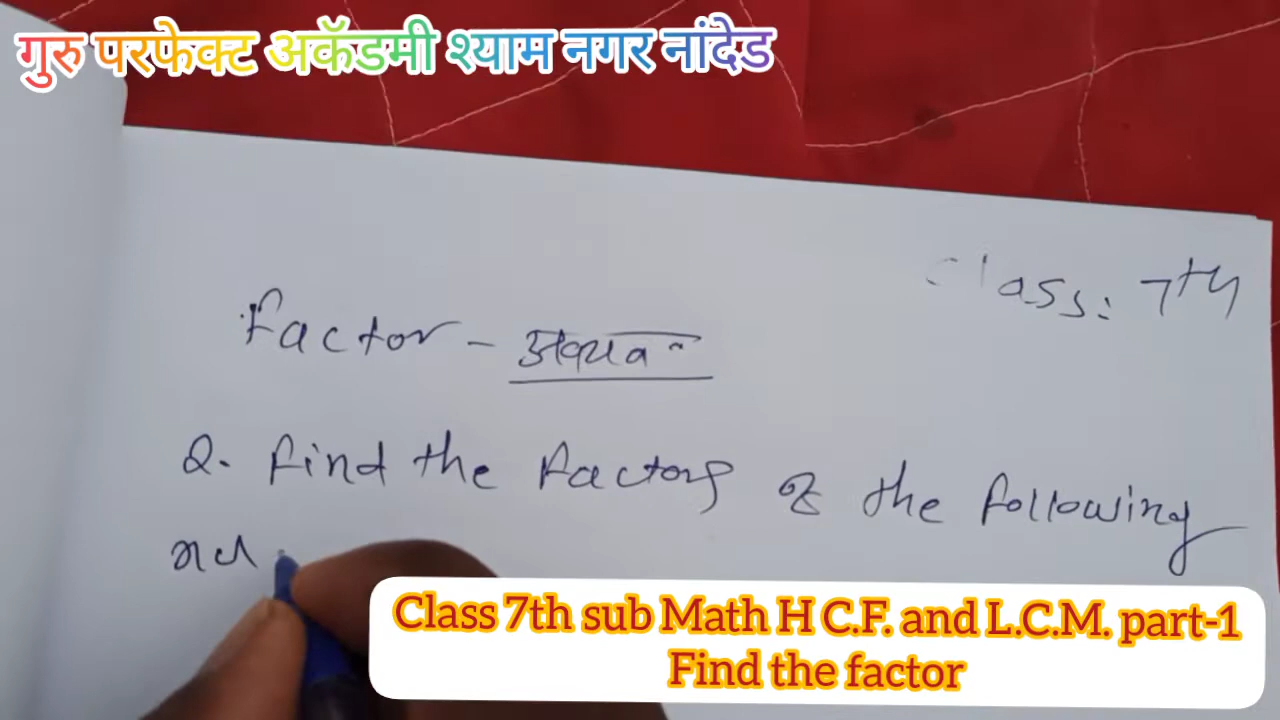 गुरु परफेक्ट अकॅडमी श्याम नगर नांदेड
Class: 7th
Factor - अवयव
Q. Find the factors of the following
nu
Class 7th sub Math H C.F. and L.C.M. part-1
Find the factor